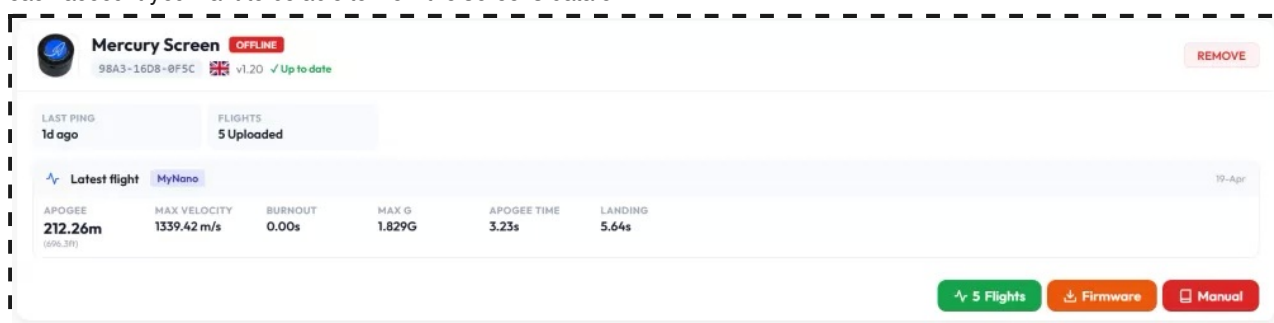 Mercury Screen OFFLINE
98A3-16D8-0F5C v1.20 ✓ Up to date
REMOVE
LAST PING
1d ago
FLIGHTS
5 Uploaded
Latest flight MyNano
19-Apr
APOGEE
212.26m
(696.3ft)
MAX VELOCITY
1339.42 m/s
BURNOUT
0.00s
MAX G
1.829G
APOGEE TIME
3.23s
LANDING
5.64s
5 Flights
Firmware
Manual